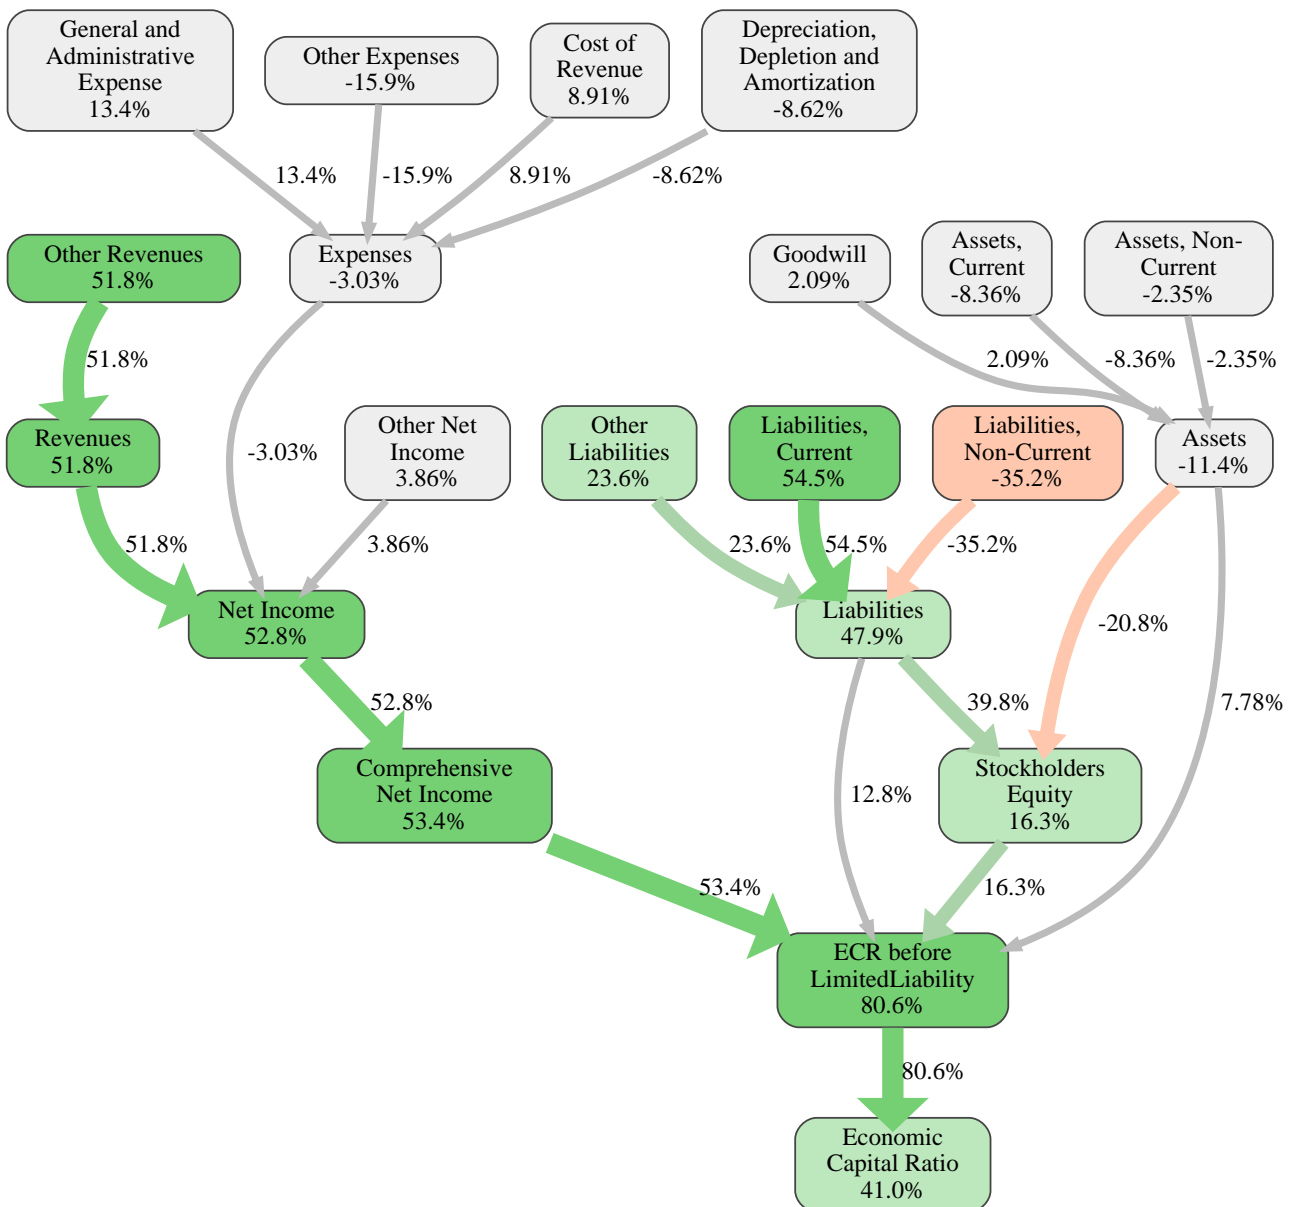 General and
Administrative
Expense
13.4%
Other Expenses
-15.9%
Cost of
Revenue
8.91%
Depreciation,
Depletion and
Amortization
-8.62%
13.4%
-15.9%
8.91%
-8.62%
Other Revenues
51.8%
Expenses
-3.03%
Goodwill
2.09%
Assets,
Current
-8.36%
Assets, Non-
Current
-2.35%
51.8%
2.09%
-8.36%
-2.35%
Revenues
51.8%
-3.03%
Other Net
Income
3.86%
Other
Liabilities
23.6%
Liabilities,
Current
54.5%
Liabilities,
Non-Current
-35.2%
Assets
-11.4%
51.8%
3.86%
23.6%
54.5%
-35.2%
Net Income
52.8%
Liabilities
47.9%
-20.8%
52.8%
39.8%
7.78%
Comprehensive
Net Income
53.4%
12.8%
Stockholders
Equity
16.3%
53.4%
16.3%
ECR before
LimitedLiability
80.6%
80.6%
Economic
Capital Ratio
41.0%